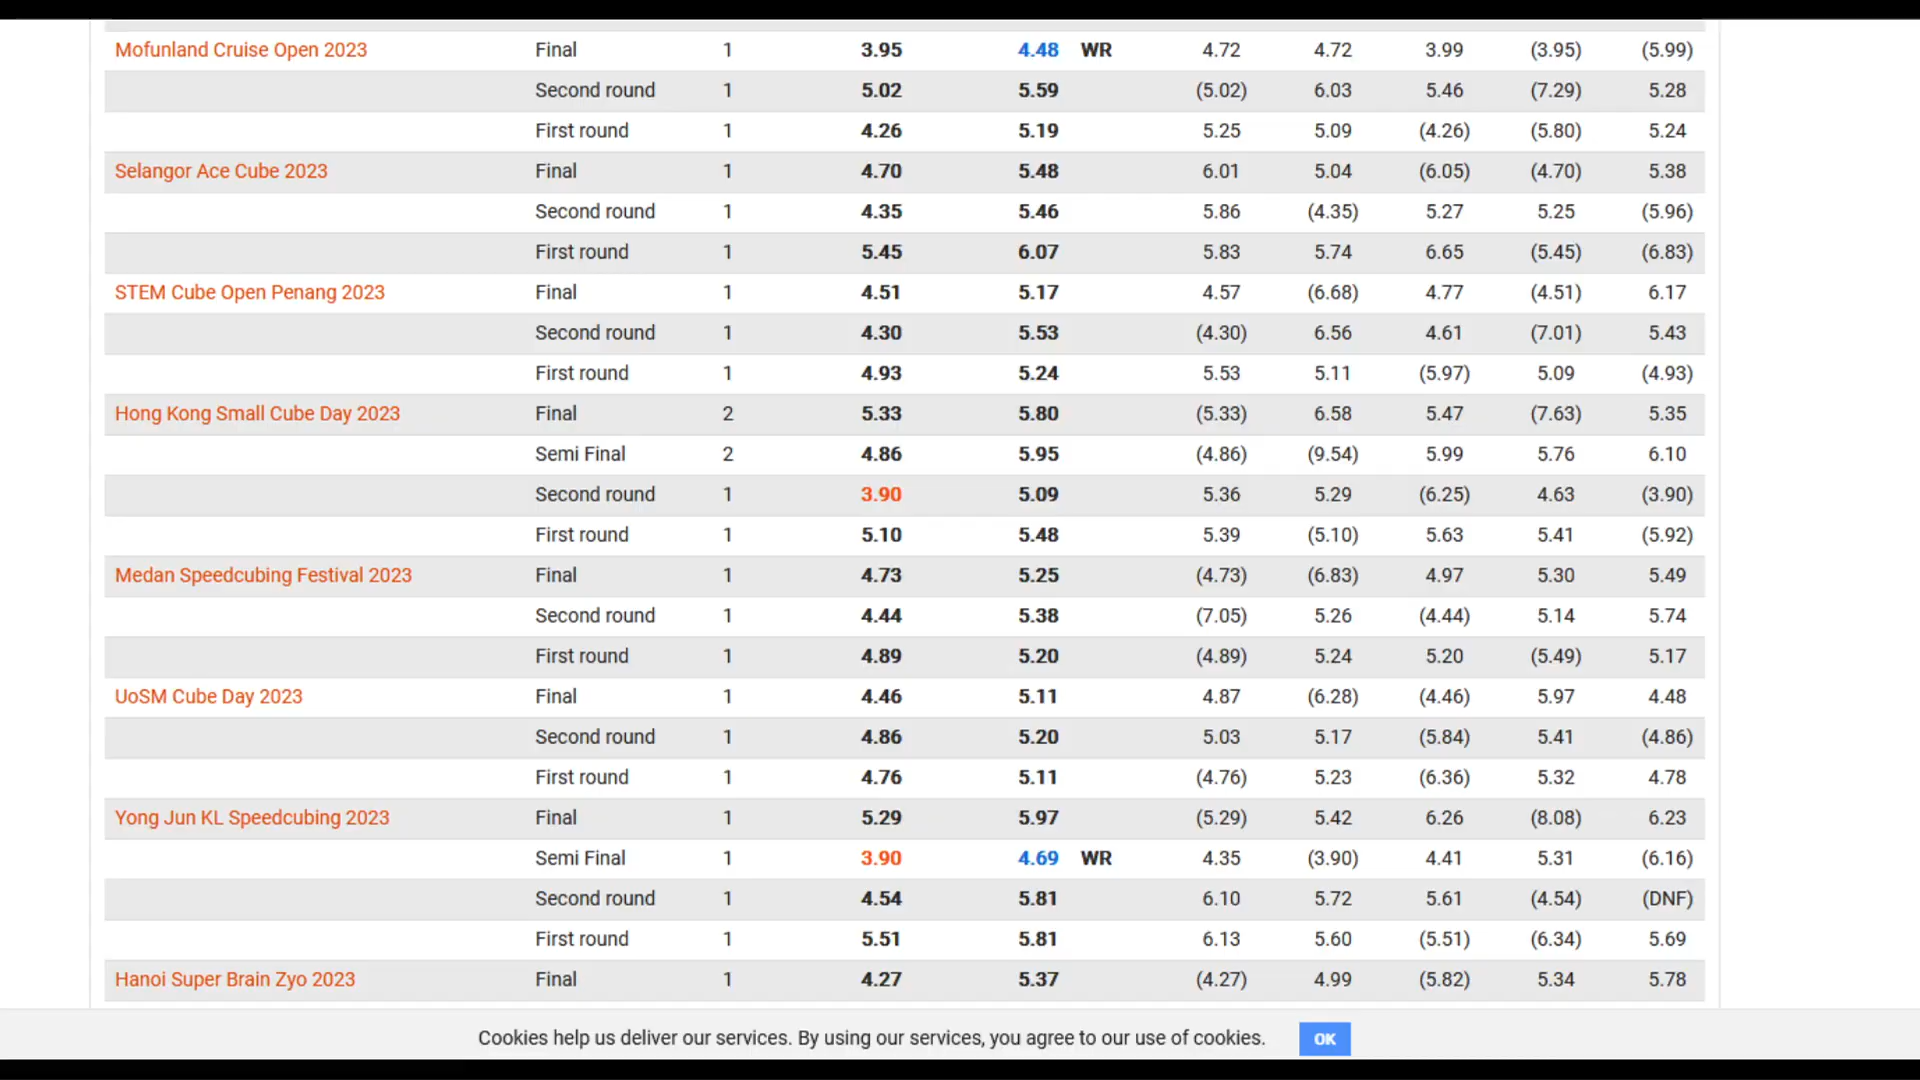 Mofunland Cruise Open 2023 Final 1 3.95 4.48 WR 4.72 4.72 3.99 (3.95) (5.99)
Second round 1 5.02 5.59 (5.02) 6.03 5.46 (7.29) 5.28
First round 1 4.26 5.19 5.25 5.09 (4.26) (5.80) 5.24
Selangor Ace Cube 2023 Final 1 4.70 5.48 6.01 5.04 (6.05) (4.70) 5.38
Second round 1 4.35 5.46 5.86 (4.35) 5.27 5.25 (5.96)
First round 1 5.45 6.07 5.83 5.74 6.65 (5.45) (6.83)
STEM Cube Open Penang 2023 Final 1 4.51 5.17 4.57 (6.68) 4.77 (4.51) 6.17
Second round 1 4.30 5.53 (4.30) 6.56 4.61 (7.01) 5.43
First round 1 4.93 5.24 5.53 5.11 (5.97) 5.09 (4.93)
Hong Kong Small Cube Day 2023 Final 2 5.33 5.80 (5.33) 6.58 5.47 (7.63) 5.35
Semi Final 2 4.86 5.95 (4.86) (9.54) 5.99 5.76 6.10
Second round 1 3.90 5.09 5.36 5.29 (6.25) 4.63 (3.90)
First round 1 5.10 5.48 5.39 (5.10) 5.63 5.41 (5.92)
Medan Speedcubing Festival 2023 Final 1 4.73 5.25 (4.73) (6.83) 4.97 5.30 5.49
Second round 1 4.44 5.38 (7.05) 5.26 (4.44) 5.14 5.74
First round 1 4.89 5.20 (4.89) 5.24 5.20 (5.49) 5.17
UoSM Cube Day 2023 Final 1 4.46 5.11 4.87 (6.28) (4.46) 5.97 4.48
Second round 1 4.86 5.20 5.03 5.17 (5.84) 5.41 (4.86)
First round 1 4.76 5.11 (4.76) 5.23 (6.36) 5.32 4.78
Yong Jun KL Speedcubing 2023 Final 1 5.29 5.97 (5.29) 5.42 6.26 (8.08) 6.23
Semi Final 1 3.90 4.69 WR 4.35 (3.90) 4.41 5.31 (6.16)
Second round 1 4.54 5.81 6.10 5.72 5.61 (4.54) (DNF)
First round 1 5.51 5.81 6.13 5.60 (5.51) (6.34) 5.69
Hanoi Super Brain Zyo 2023 Final 1 4.27 5.37 (4.27) 4.99 (5.82) 5.34 5.78
Cookies help us deliver our services. By using our services, you agree to our use of cookies. OK